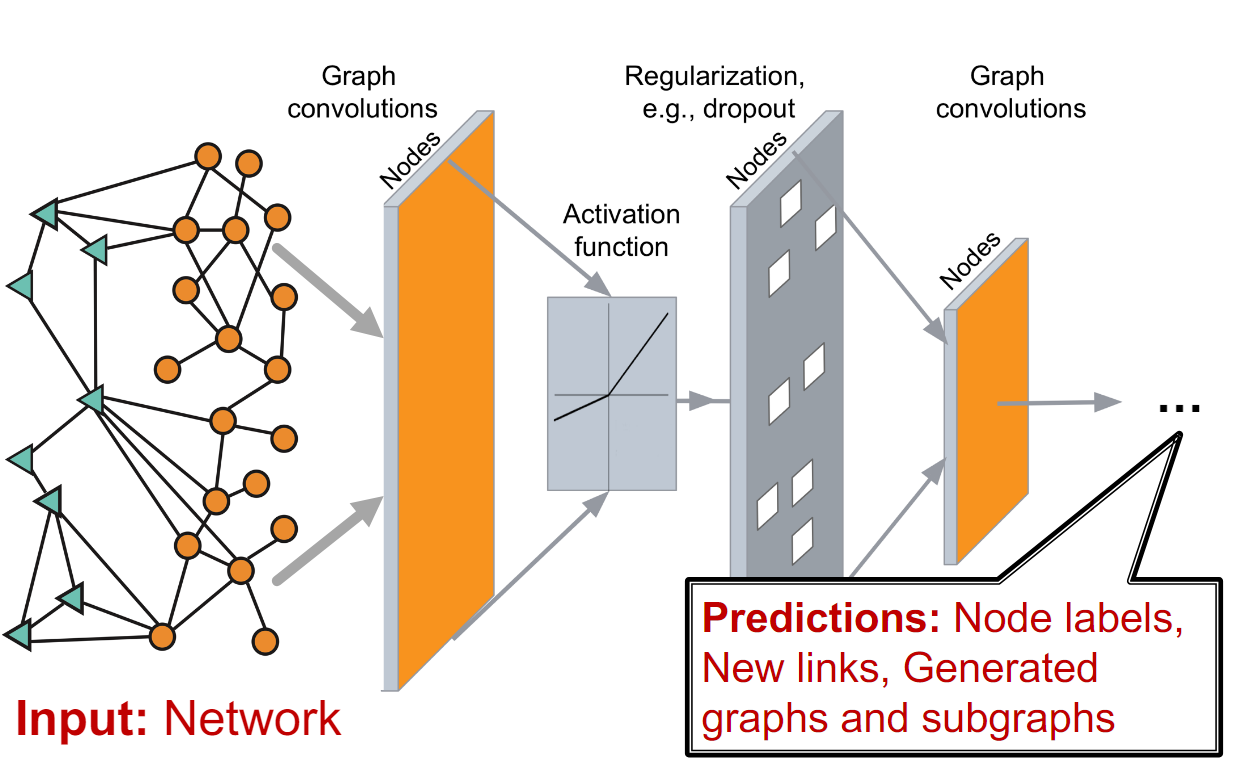 Graph
convolutions
Regularization,
e.g., dropout
Graph
convolutions
Nodes
Nodes
Nodes
Activation
function
...
Input: Network
Predictions: Node labels,
New links, Generated
graphs and subgraphs